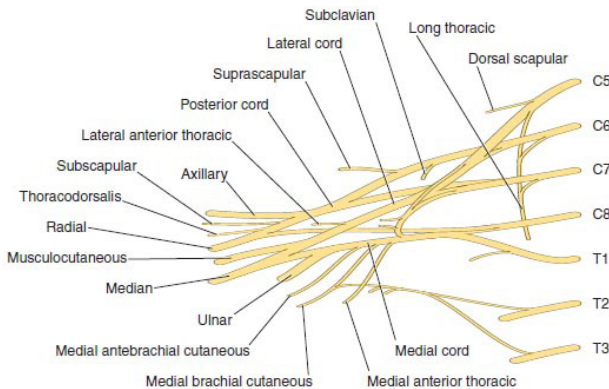 Subclavian
Long thoracic
Lateral cord
Dorsal scapular
Suprascapular
C5
Posterior cord
C6
Lateral anterior thoracic
Subscapular
Axillary
C7
Thoracodorsalis
C8
Radial
Musculocutaneous
T1
Median
Ulnar
T2
Medial antebrachial cutaneous
Medial cord
T3
Medial brachial cutaneous
Medial anterior thoracic